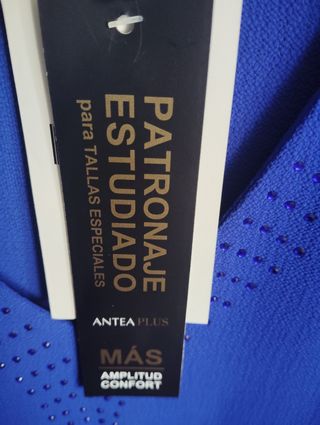 PATRONAJE
ESTUDIADO
para TALLAS ESPECIALES
ANTEA PLUS
MÁS
AMPLITUD
CONFORT